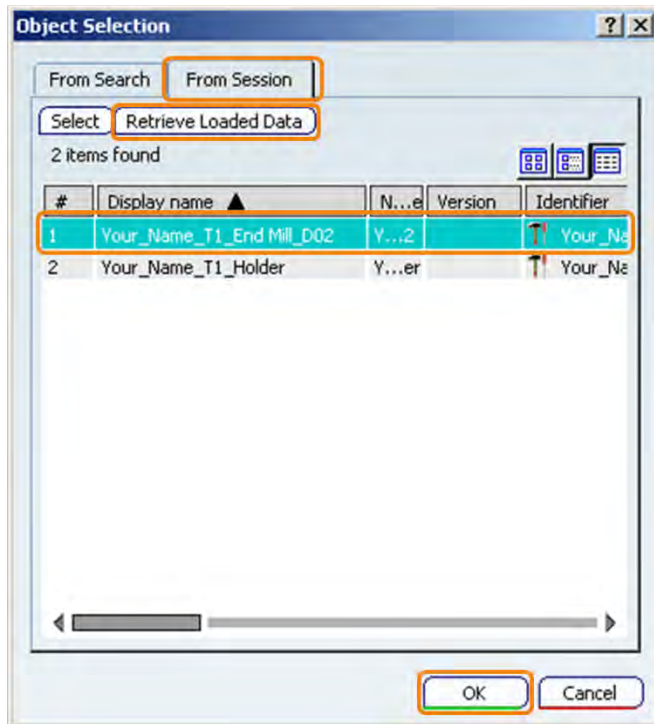 Object Selection
From Search From Session
Select Retrieve Loaded Data
2 items found
# Display name ▲ N...e Version Identifier
1 Your_Name_T1_End Mill_D02 Y...2 Your_Na
2 Your_Name_T1_Holder Y...er Your_Na
OK Cancel